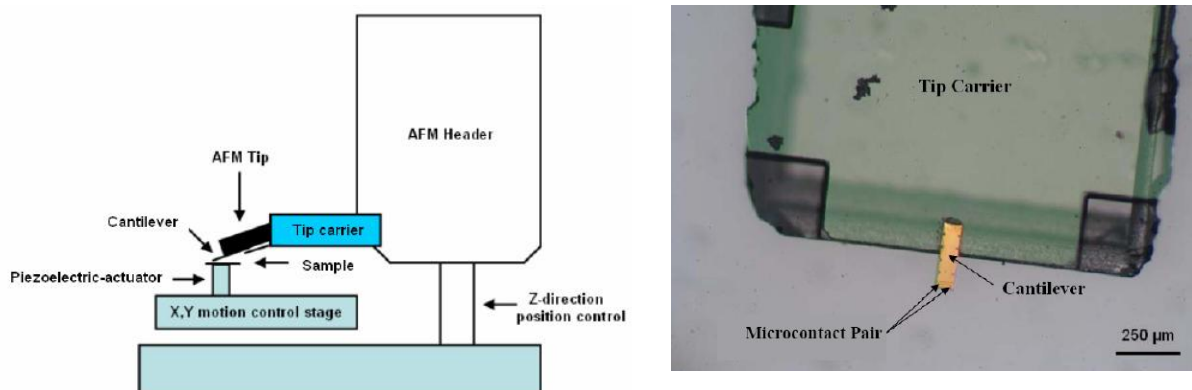 AFM Header
AFM Tip
Cantilever
Tip carrier
Piezoelectric-actuator
Sample
X,Y motion control stage
Z-direction
position control
Tip Carrier
Cantilever
Microcontact Pair
250 µm